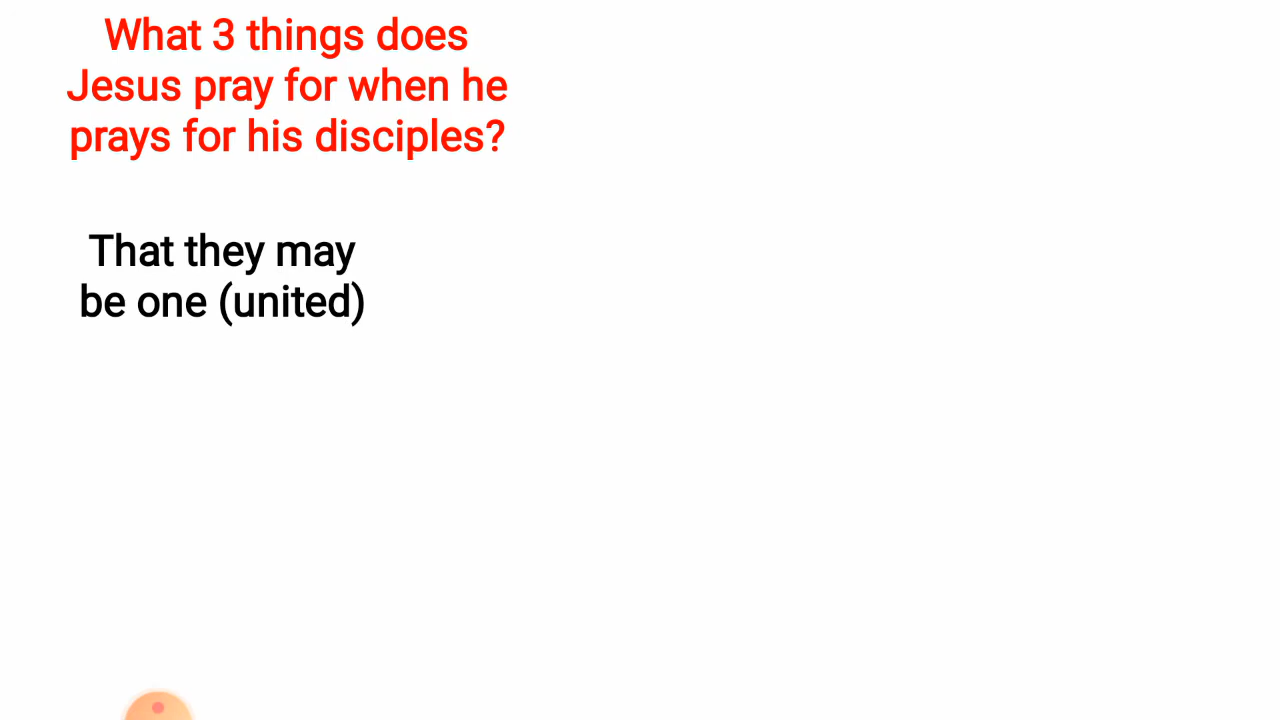 What 3 things does
Jesus pray for when he
prays for his disciples?
That they may
be one (united)